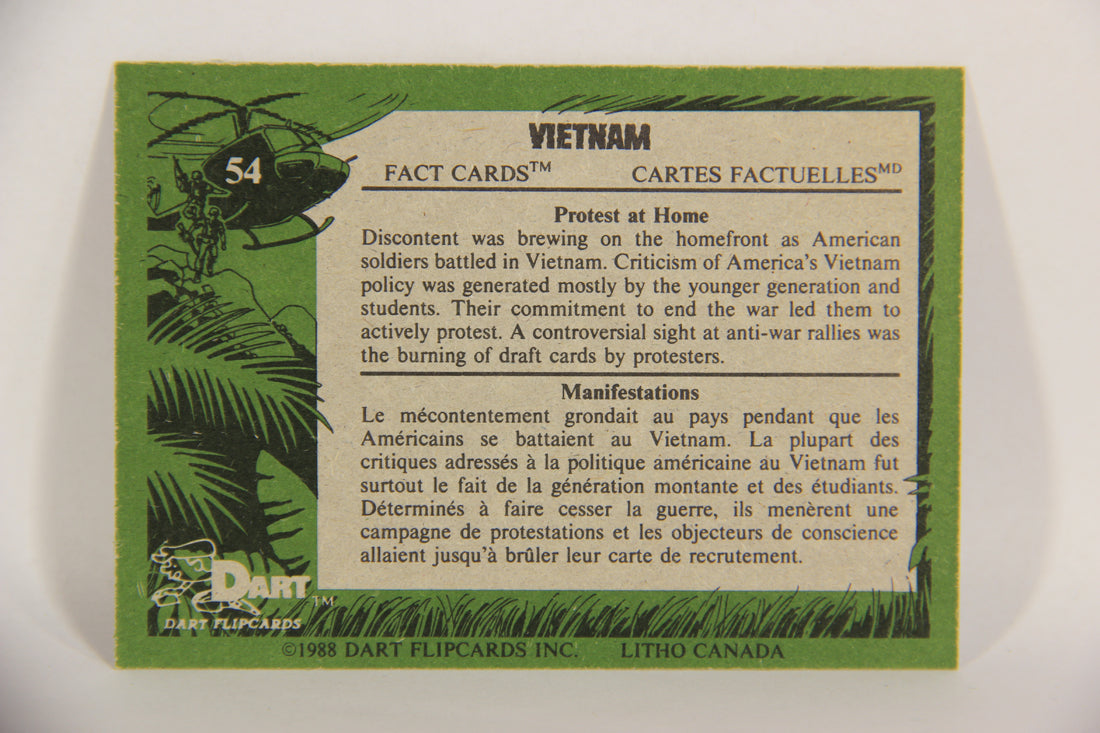 VIETNAM
54
FACT CARDS™ CARTES FACTUELLES^MD
Protest at Home
Discontent was brewing on the homefront as American
soldiers battled in Vietnam. Criticism of America's Vietnam
policy was generated mostly by the younger generation and
students. Their commitment to end the war led them to
actively protest. A controversial sight at anti-war rallies was
the burning of draft cards by protesters.
Manifestations
Le mécontentement grondait au pays pendant que les
Américains se battaient au Vietnam. La plupart des
critiques adressés à la politique américaine au Vietnam fut
surtout le fait de la génération montante et des étudiants.
Déterminés à faire cesser la guerre, ils menèrent une
campagne de protestations et les objecteurs de conscience
allaient jusqu'à brûler leur carte de recrutement.
DART ™
DART FLIPCARDS
©1988 DART FLIPCARDS INC. LITHO CANADA